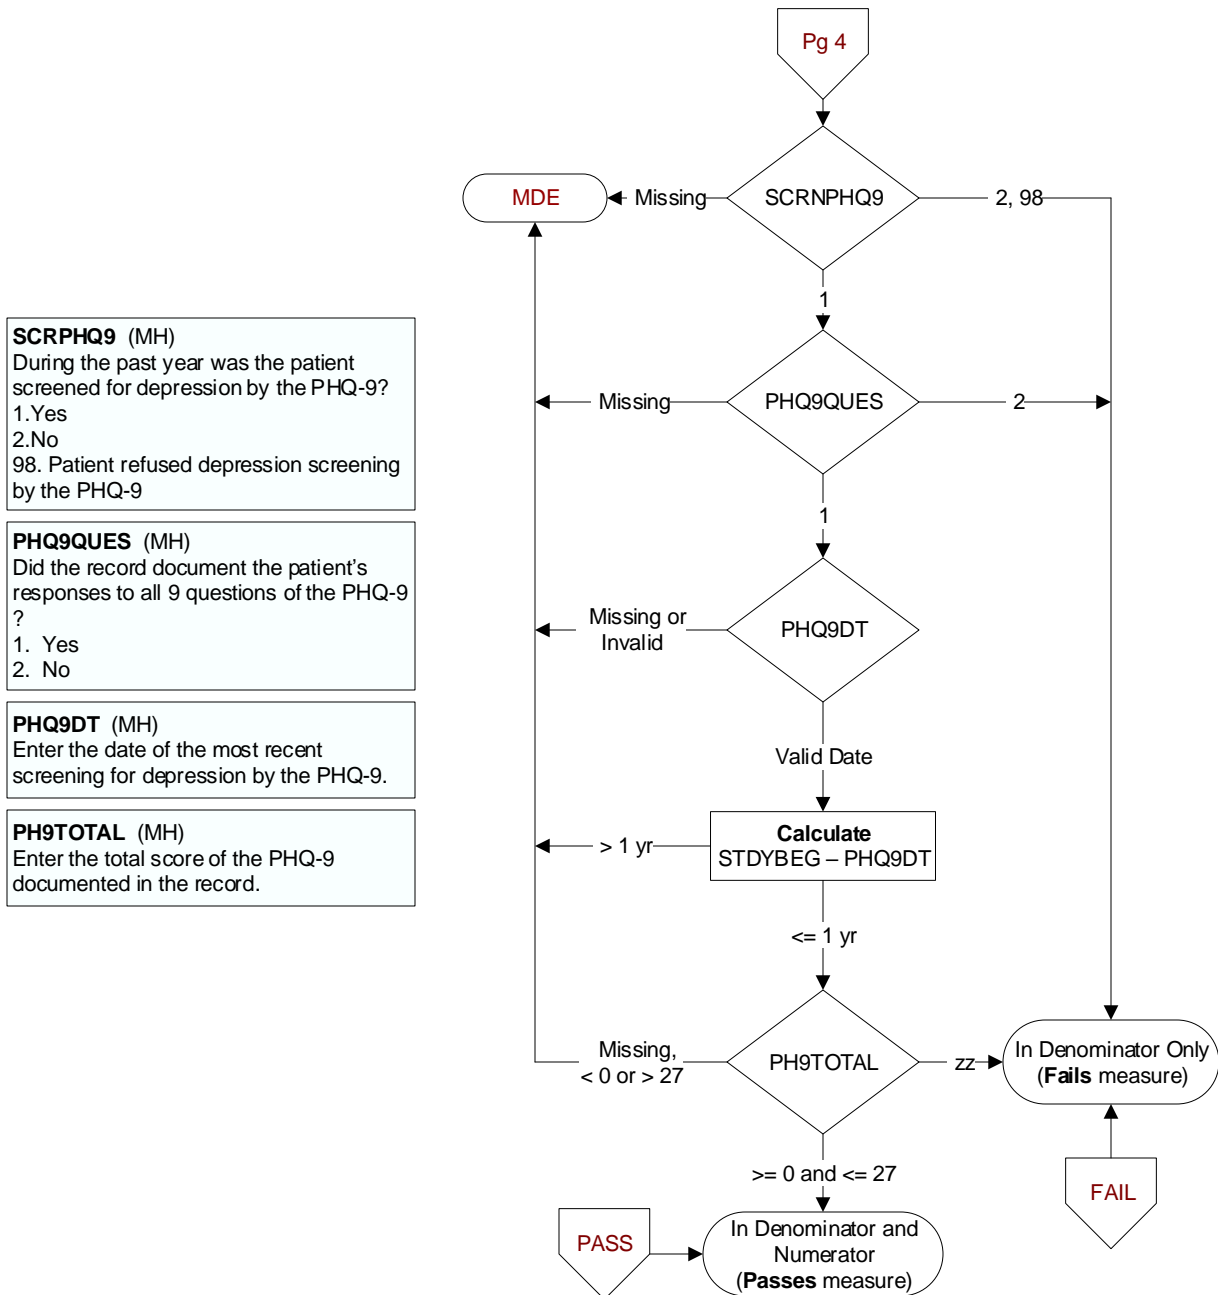 Pg 4
SCRNPHQ9
Missing
MDE
2, 98
1
SCRPHQ9 (MH)
During the past year was the patient
screened for depression by the PHQ-9?
1.Yes
2.No
98. Patient refused depression screening
by the PHQ-9
PHQ9QUES
Missing
2
1
PHQ9QUES (MH)
Did the record document the patient's
responses to all 9 questions of the PHQ-9
?
1. Yes
2. No
PHQ9DT
Missing or
Invalid
Valid Date
PHQ9DT (MH)
Enter the date of the most recent
screening for depression by the PHQ-9.
Calculate
STDYBEG – PHQ9DT
> 1 yr
<= 1 yr
PH9TOTAL (MH)
Enter the total score of the PHQ-9
documented in the record.
PH9TOTAL
Missing,
< 0 or > 27
zz
In Denominator Only
(Fails measure)
>= 0 and <= 27
FAIL
PASS
In Denominator and
Numerator
(Passes measure)